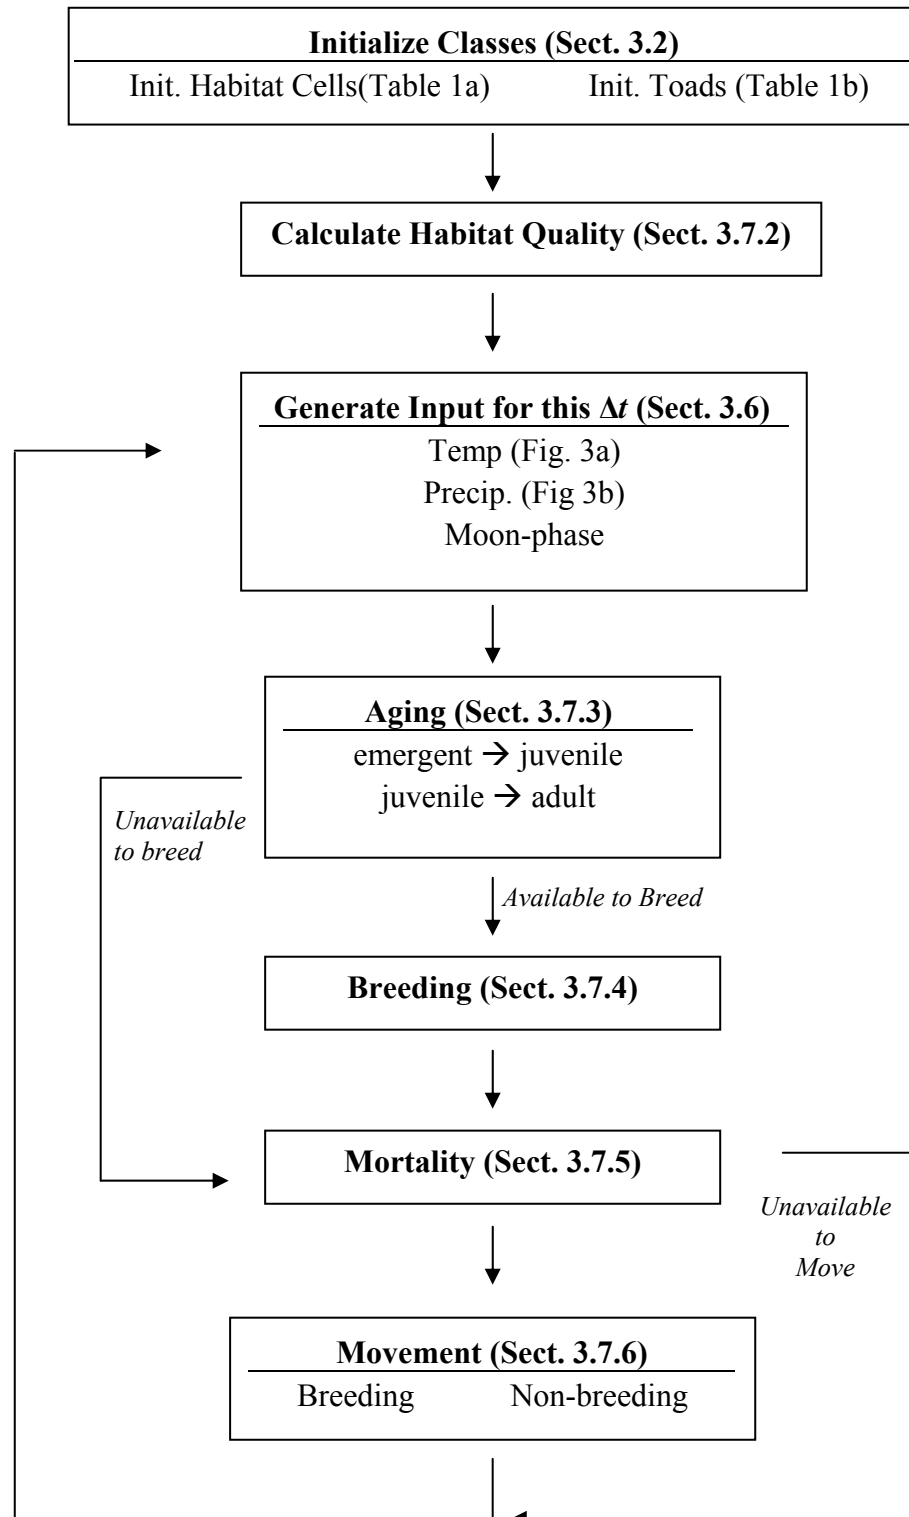 Initialize Classes (Sect. 3.2)
Init. Habitat Cells(Table 1a) Init. Toads (Table 1b)
Calculate Habitat Quality (Sect. 3.7.2)
Generate Input for this Δt (Sect. 3.6)
Temp (Fig. 3a)
Precip. (Fig 3b)
Moon-phase
Aging (Sect. 3.7.3)
emergent → juvenile
juvenile → adult
Unavailable
to breed
Available to Breed
Breeding (Sect. 3.7.4)
Mortality (Sect. 3.7.5)
Unavailable
to
Move
Movement (Sect. 3.7.6)
Breeding Non-breeding